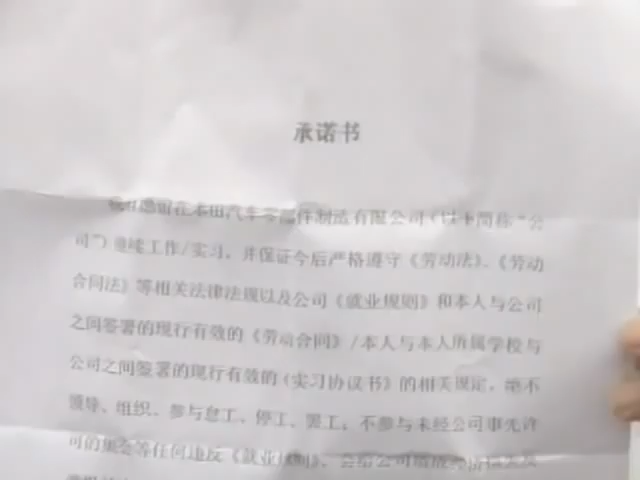 承诺书
愿留在本田汽车零部件制造有限公司（以下简称“公
司”）继续工作/实习，并保证今后严格遵守《劳动法》、《劳动
合同法》等相关法律法规以及公司《就业规则》和本人与公司
之间签署的现行有效的《劳动合同》/本人与本人所属学校与
公司之间签署的现行有效的《实习协议书》的相关规定，绝不
领导、组织、参与怠工、停工、罢工；不参与未经公司事先许
可的集会等任何违反《就业规则》、会给公司